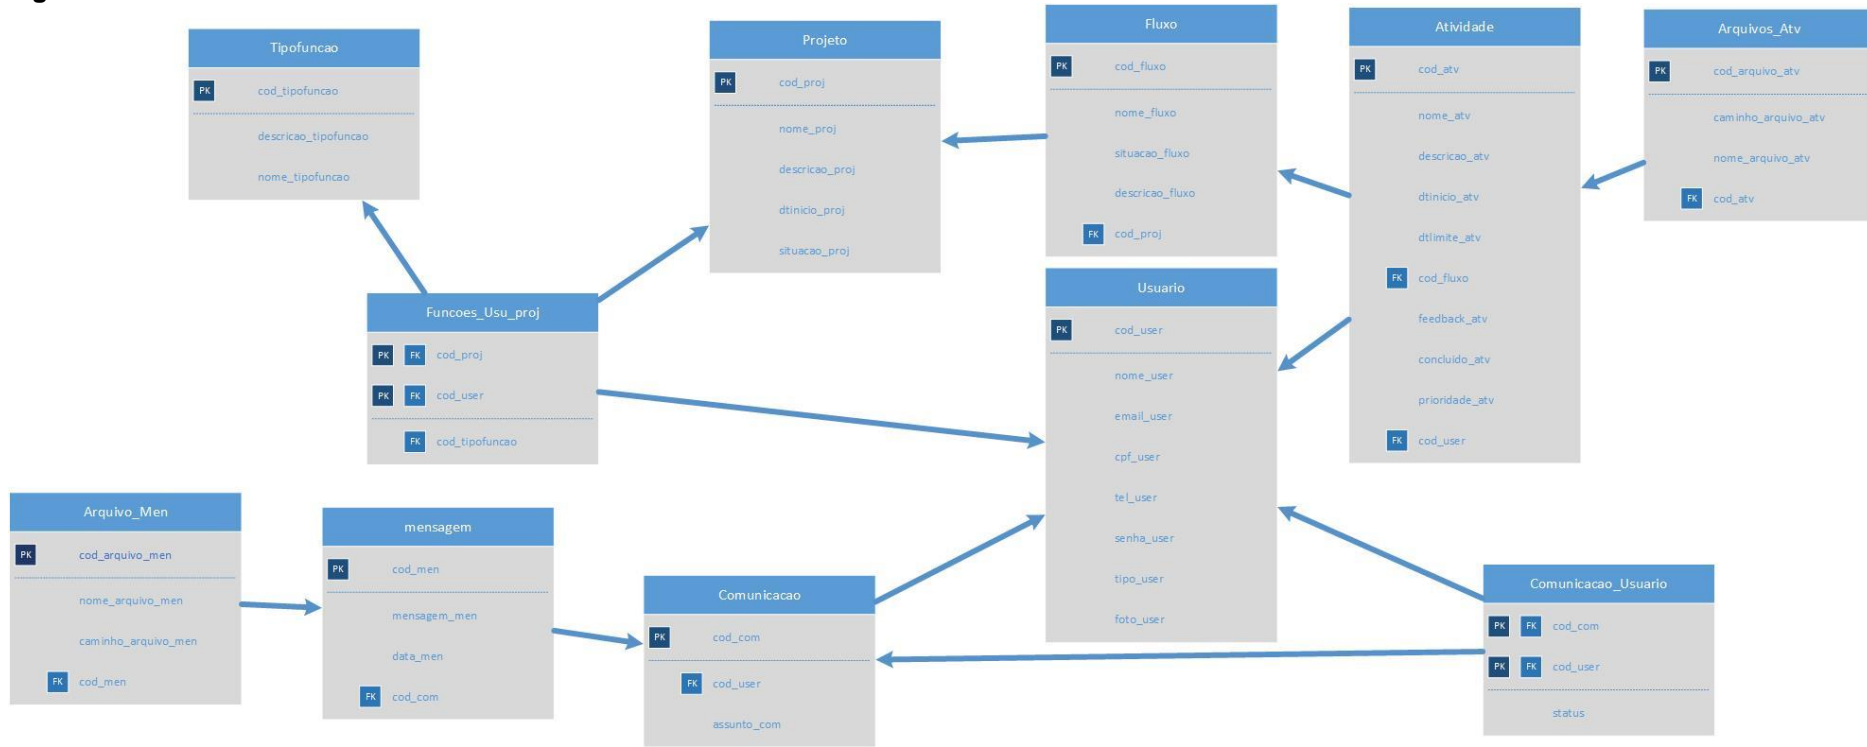 Tipofuncao
PK cod_tipofuncao
descricao_tipofuncao
nome_tipofuncao
Projeto
PK cod_proj
nome_proj
descricao_proj
dtinicio_proj
situacao_proj
Fluxo
PK cod_fluxo
nome_fluxo
situacao_fluxo
descricao_fluxo
FK cod_proj
Atividade
PK cod_atv
nome_atv
descricao_atv
dtinicio_atv
dtlimite_atv
FK cod_fluxo
feedback_atv
concluido_atv
prioridade_atv
FK cod_user
Arquivos_Atv
PK cod_arquivo_atv
caminho_arquivo_atv
nome_arquivo_atv
FK cod_atv
Funcoes_Usu_proj
PK FK cod_proj
PK FK cod_user
FK cod_tipofuncao
Usuario
PK cod_user
nome_user
email_user
cpf_user
tel_user
senha_user
tipo_user
foto_user
Arquivo_Men
PK cod_arquivo_men
nome_arquivo_men
caminho_arquivo_men
FK cod_men
mensagem
PK cod_men
mensagem_men
data_men
FK cod_com
Comunicacao
PK cod_com
FK cod_user
assunto_com
Comunicacao_Usuario
PK FK cod_com
PK FK cod_user
status